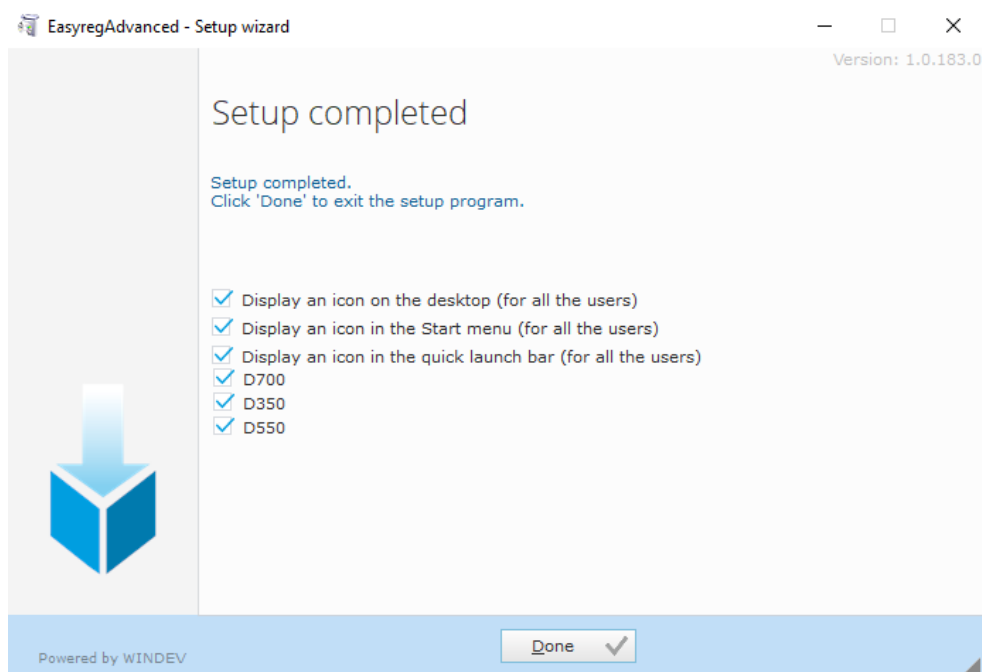 EasyregAdvanced - Setup wizard
Version: 1.0.183.0
Setup completed
Setup completed.
Click 'Done' to exit the setup program.
Display an icon on the desktop (for all the users)
Display an icon in the Start menu (for all the users)
Display an icon in the quick launch bar (for all the users)
D700
D350
D550
Done
Powered by WINDEV